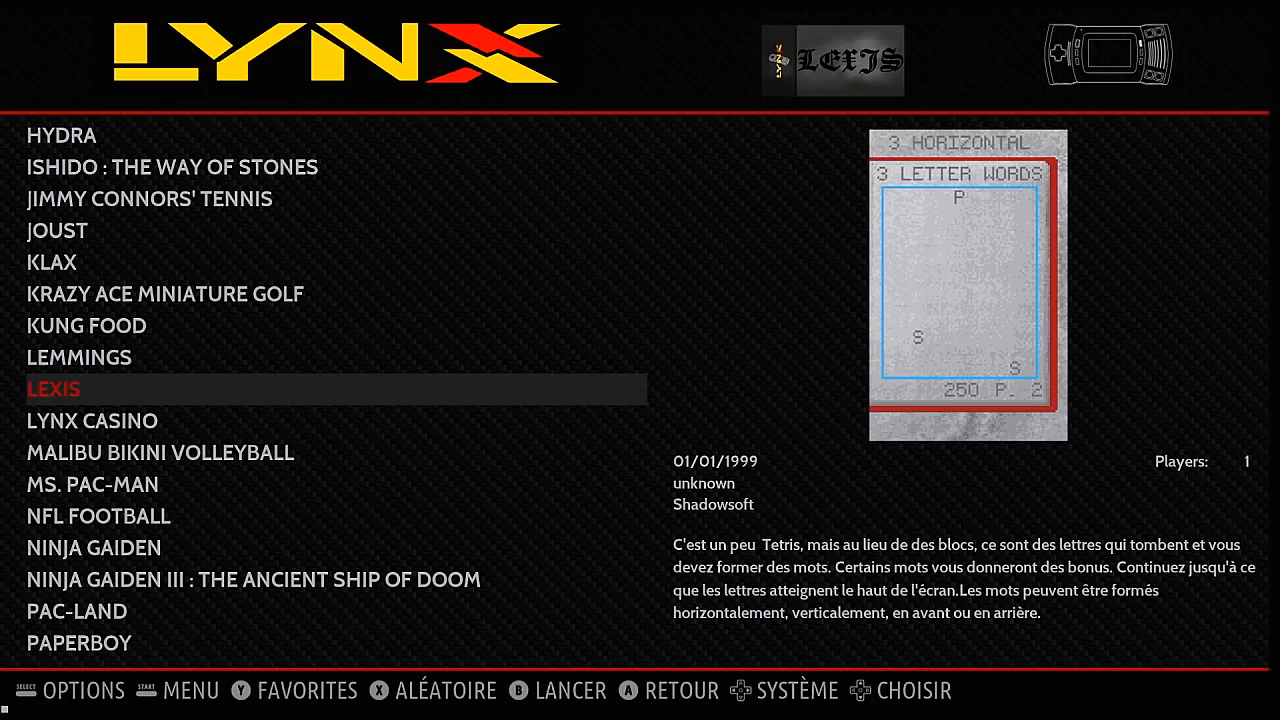 LYNX
LYNX LEXIS
HYDRA
ISHIDO : THE WAY OF STONES
JIMMY CONNORS' TENNIS
JOUST
KLAX
KRAZY ACE MINIATURE GOLF
KUNG FOOD
LEMMINGS
LEXIS
LYNX CASINO
MALIBU BIKINI VOLLEYBALL
MS. PAC-MAN
NFL FOOTBALL
NINJA GAIDEN
NINJA GAIDEN III : THE ANCIENT SHIP OF DOOM
PAC-LAND
PAPERBOY
3 HORIZONTAL
3 LETTER WORDS
P
S
S
250 P. 2
01/01/1999 Players: 1
unknown
Shadowsoft
C'est un peu  Tetris, mais au lieu de des blocs, ce sont des lettres qui tombent et vous
devez former des mots. Certains mots vous donneront des bonus. Continuez jusqu'à ce
que les lettres atteignent le haut de l'écran.Les mots peuvent être formés
horizontalement, verticalement, en avant ou en arrière.
SELECT OPTIONS START MENU Y FAVORITES X ALÉATOIRE B LANCER A RETOUR SYSTÈME CHOISIR